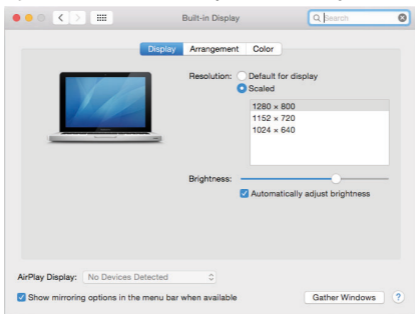 Built-in Display
Search
Display Arrangement Color
Resolution: Default for display
Scaled
1280 × 800
1152 × 720
1024 × 640
Brightness:
Automatically adjust brightness
AirPlay Display: No Devices Detected
Show mirroring options in the menu bar when available
Gather Windows ?